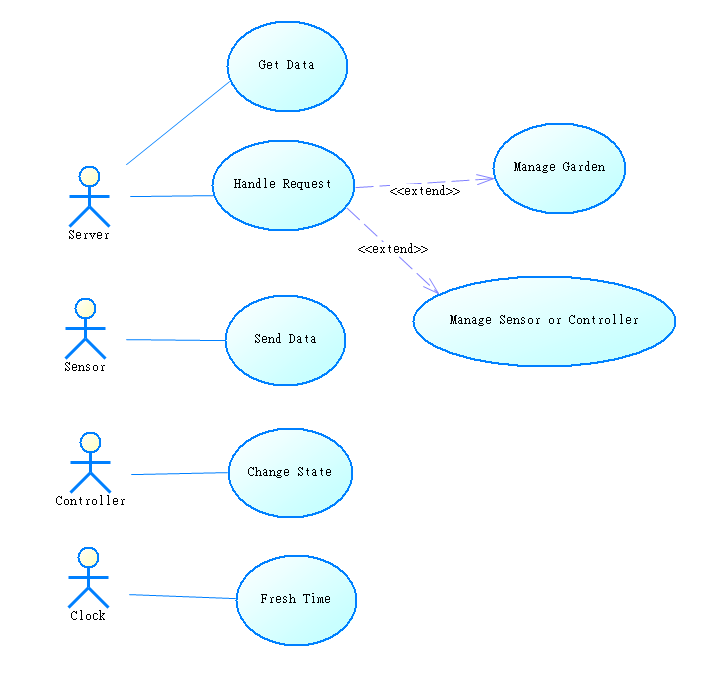 Get Data
Handle Request
Manage Garden
<<extend>>
Server
<<extend>>
Manage Sensor or Controller
Send Data
Sensor
Change State
Controller
Fresh Time
Clock